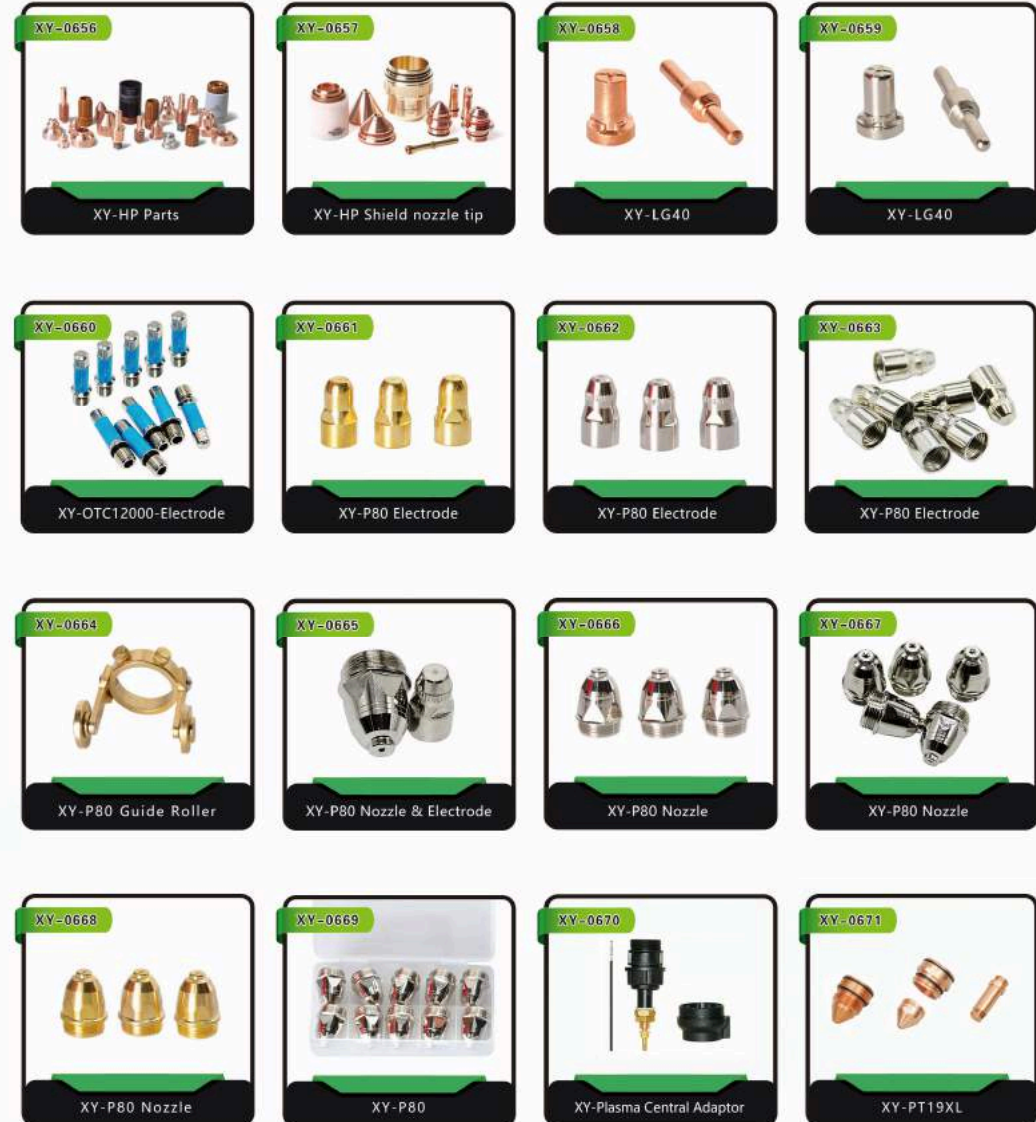 XY-0656
XY-0657
XY-0658
XY-0659
XY-HP Parts
XY-HP Shield nozzle tip
XY-LG40
XY-LG40
XY-0660
XY-0661
XY-0662
XY-0663
XY-OTC12000-Electrode
XY-P80 Electrode
XY-P80 Electrode
XY-P80 Electrode
XY-0664
XY-0665
XY-0666
XY-0667
XY-P80 Guide Roller
XY-P80 Nozzle & Electrode
XY-P80 Nozzle
XY-P80 Nozzle
XY-0668
XY-0669
XY-0670
XY-0671
XY-P80 Nozzle
XY-P80
XY-Plasma Central Adaptor
XY-PT19XL